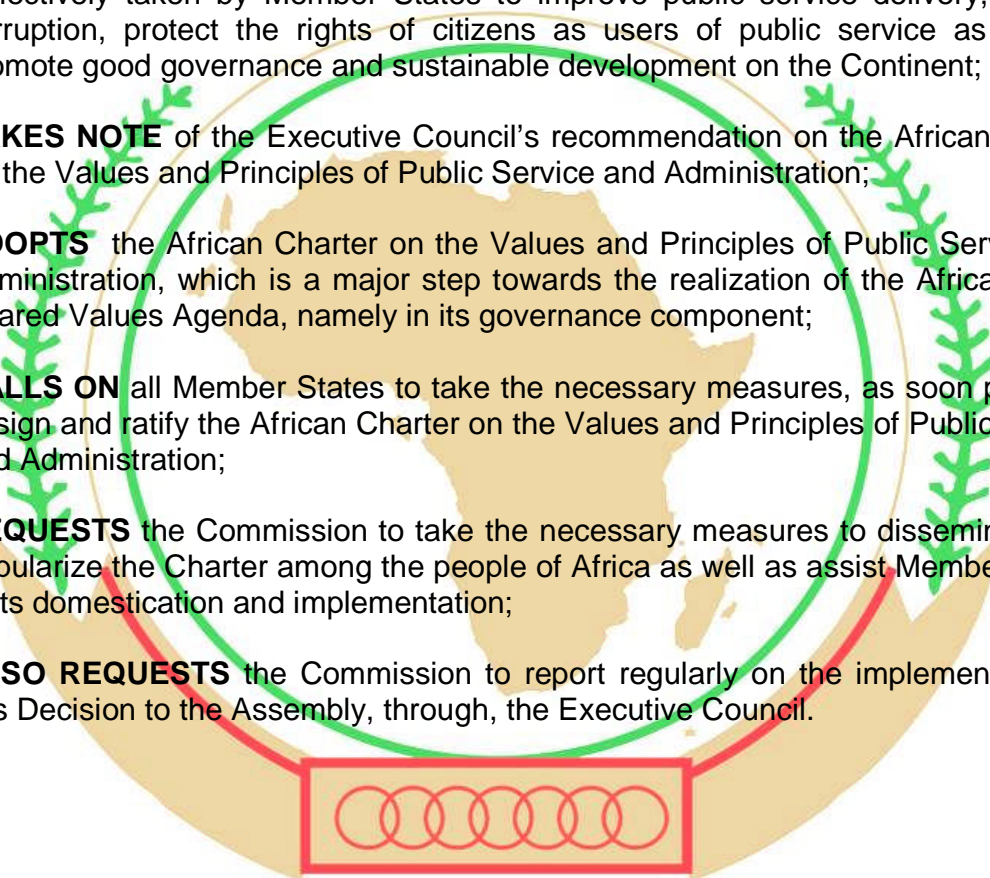 ectively taken by Member States to improve public service delivery,
rruption, protect the rights of citizens as users of public service as
omote good governance and sustainable development on the Continent;
KES NOTE of the Executive Council’s recommendation on the African
the Values and Principles of Public Service and Administration;
OPTS the African Charter on the Values and Principles of Public Serv
ministration, which is a major step towards the realization of the Africa
ared Values Agenda, namely in its governance component;
ALLS ON all Member States to take the necessary measures, as soon p
sign and ratify the African Charter on the Values and Principles of Public
d Administration;
EQUESTS the Commission to take the necessary measures to dissemin
pularize the Charter among the people of Africa as well as assist Membe
ts domestication and implementation;
SO REQUESTS the Commission to report regularly on the implemen
s Decision to the Assembly, through, the Executive Council.